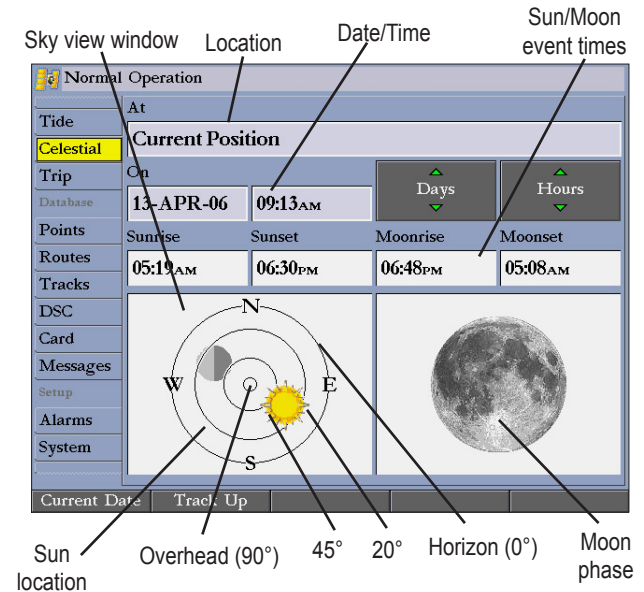 Sky view window
Location
Date/Time
Sun/Moon
event times
Normal Operation
At
Current Position
On
13-APR-06
09:13AM
Days
Hours
Sunrise
Sunset
Moonrise
Moonset
05:19AM
06:30PM
06:48PM
05:08AM
Tide
Celestial
Trip
Database
Points
Routes
Tracks
DSC
Card
Messages
Setup
Alarms
System
N
W
E
S
Current Date
Track Up
Sun
location
Overhead (90°)
45°
20°
Horizon (0°)
Moon
phase